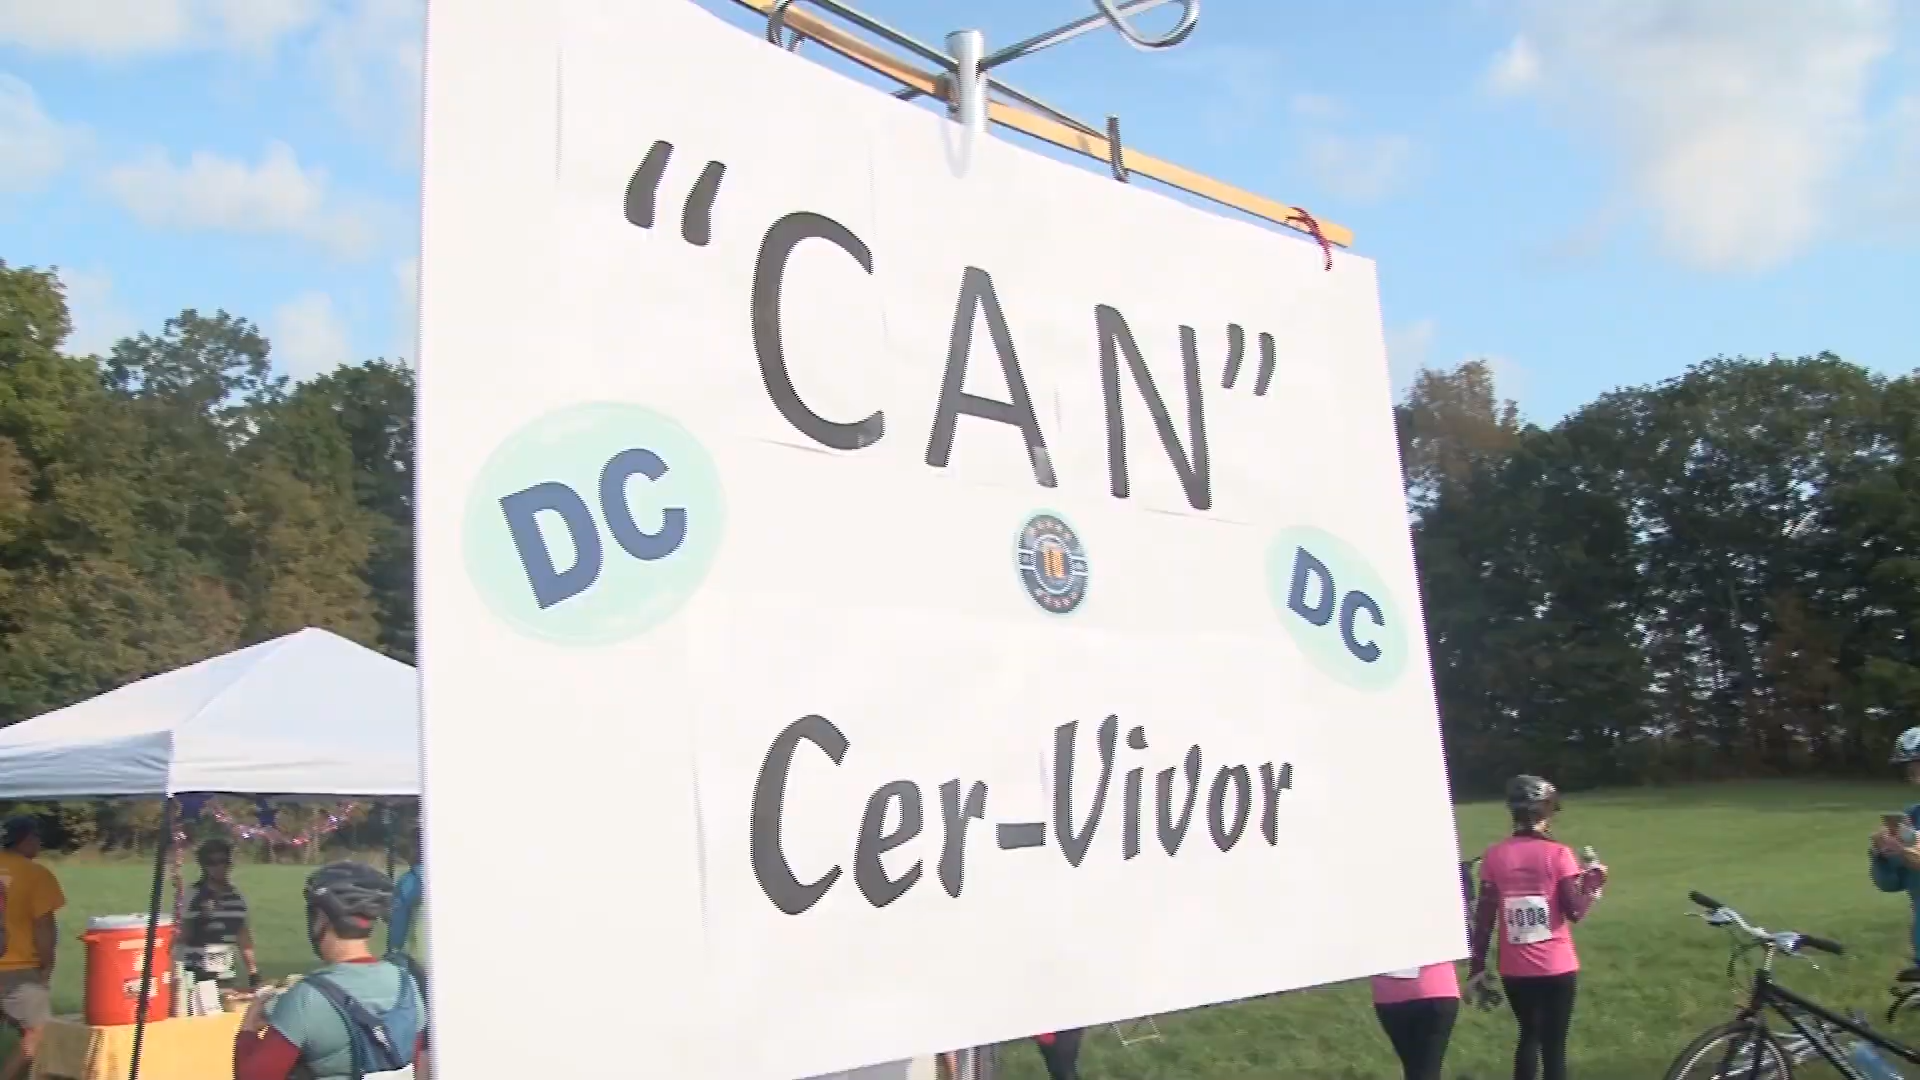 “CAN”
DC
DC
Cer-Vivor
4008